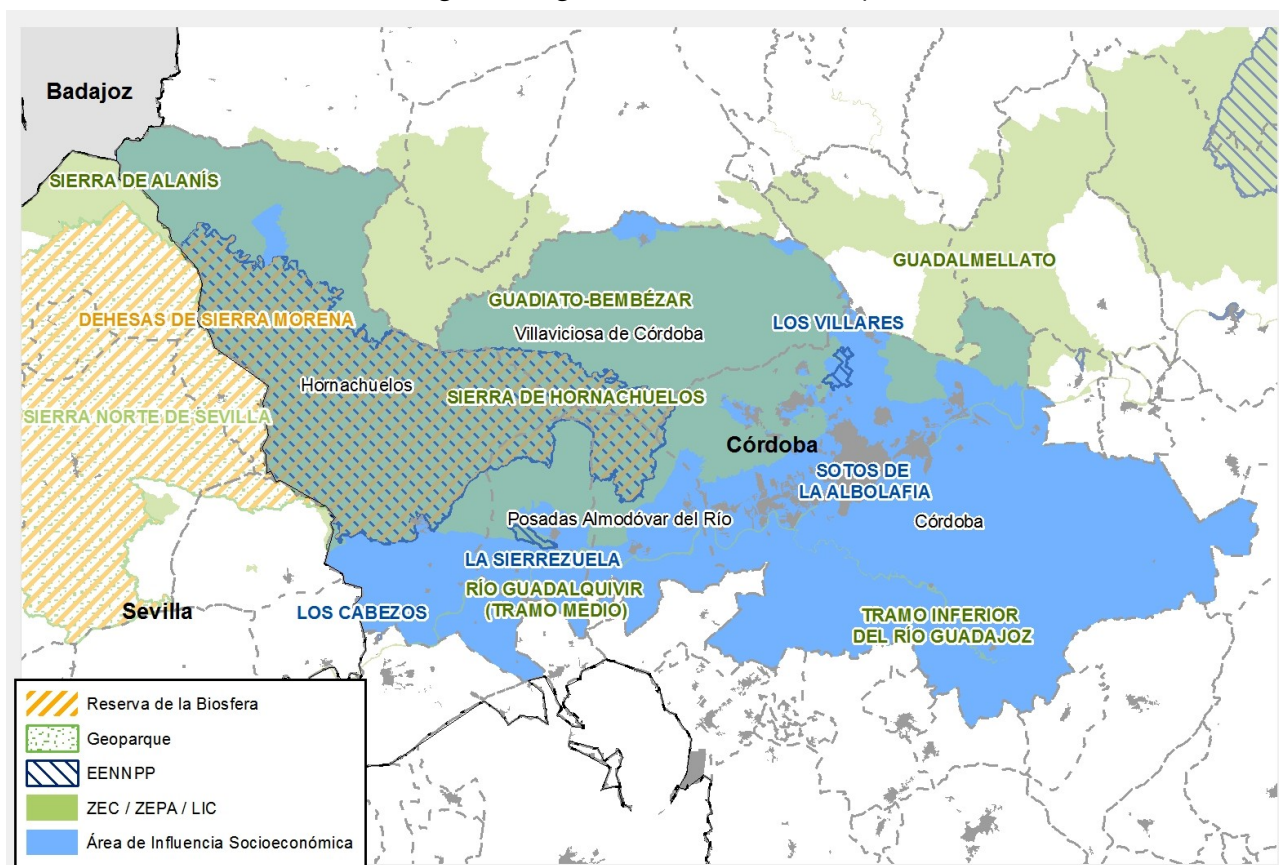 Badajoz
SIERRA DE ALANÍS
GUADALMELLATO
GUADIATO-BEMBÉZAR
DEHESAS DE SIERRA MORENA
LOS VILLARES
Villaviciosa de Córdoba
Hornachuelos
SIERRA DE HORNACHUELOS
SIERRA NORTE DE SEVILLA
Córdoba
SOTOS DE
LA ALBOLAFIA
Posadas Almodóvar del Río
Córdoba
LA SIERREZUELA
RÍO GUADALQUIVIR
(TRAMO MEDIO)
Sevilla
LOS CABEZOS
TRAMO INFERIOR
DEL RÍO GUADAJOZ
Reserva de la Biosfera
Geoparque
EENNPP
ZEC / ZEPA / LIC
Área de Influencia Socioeconómica